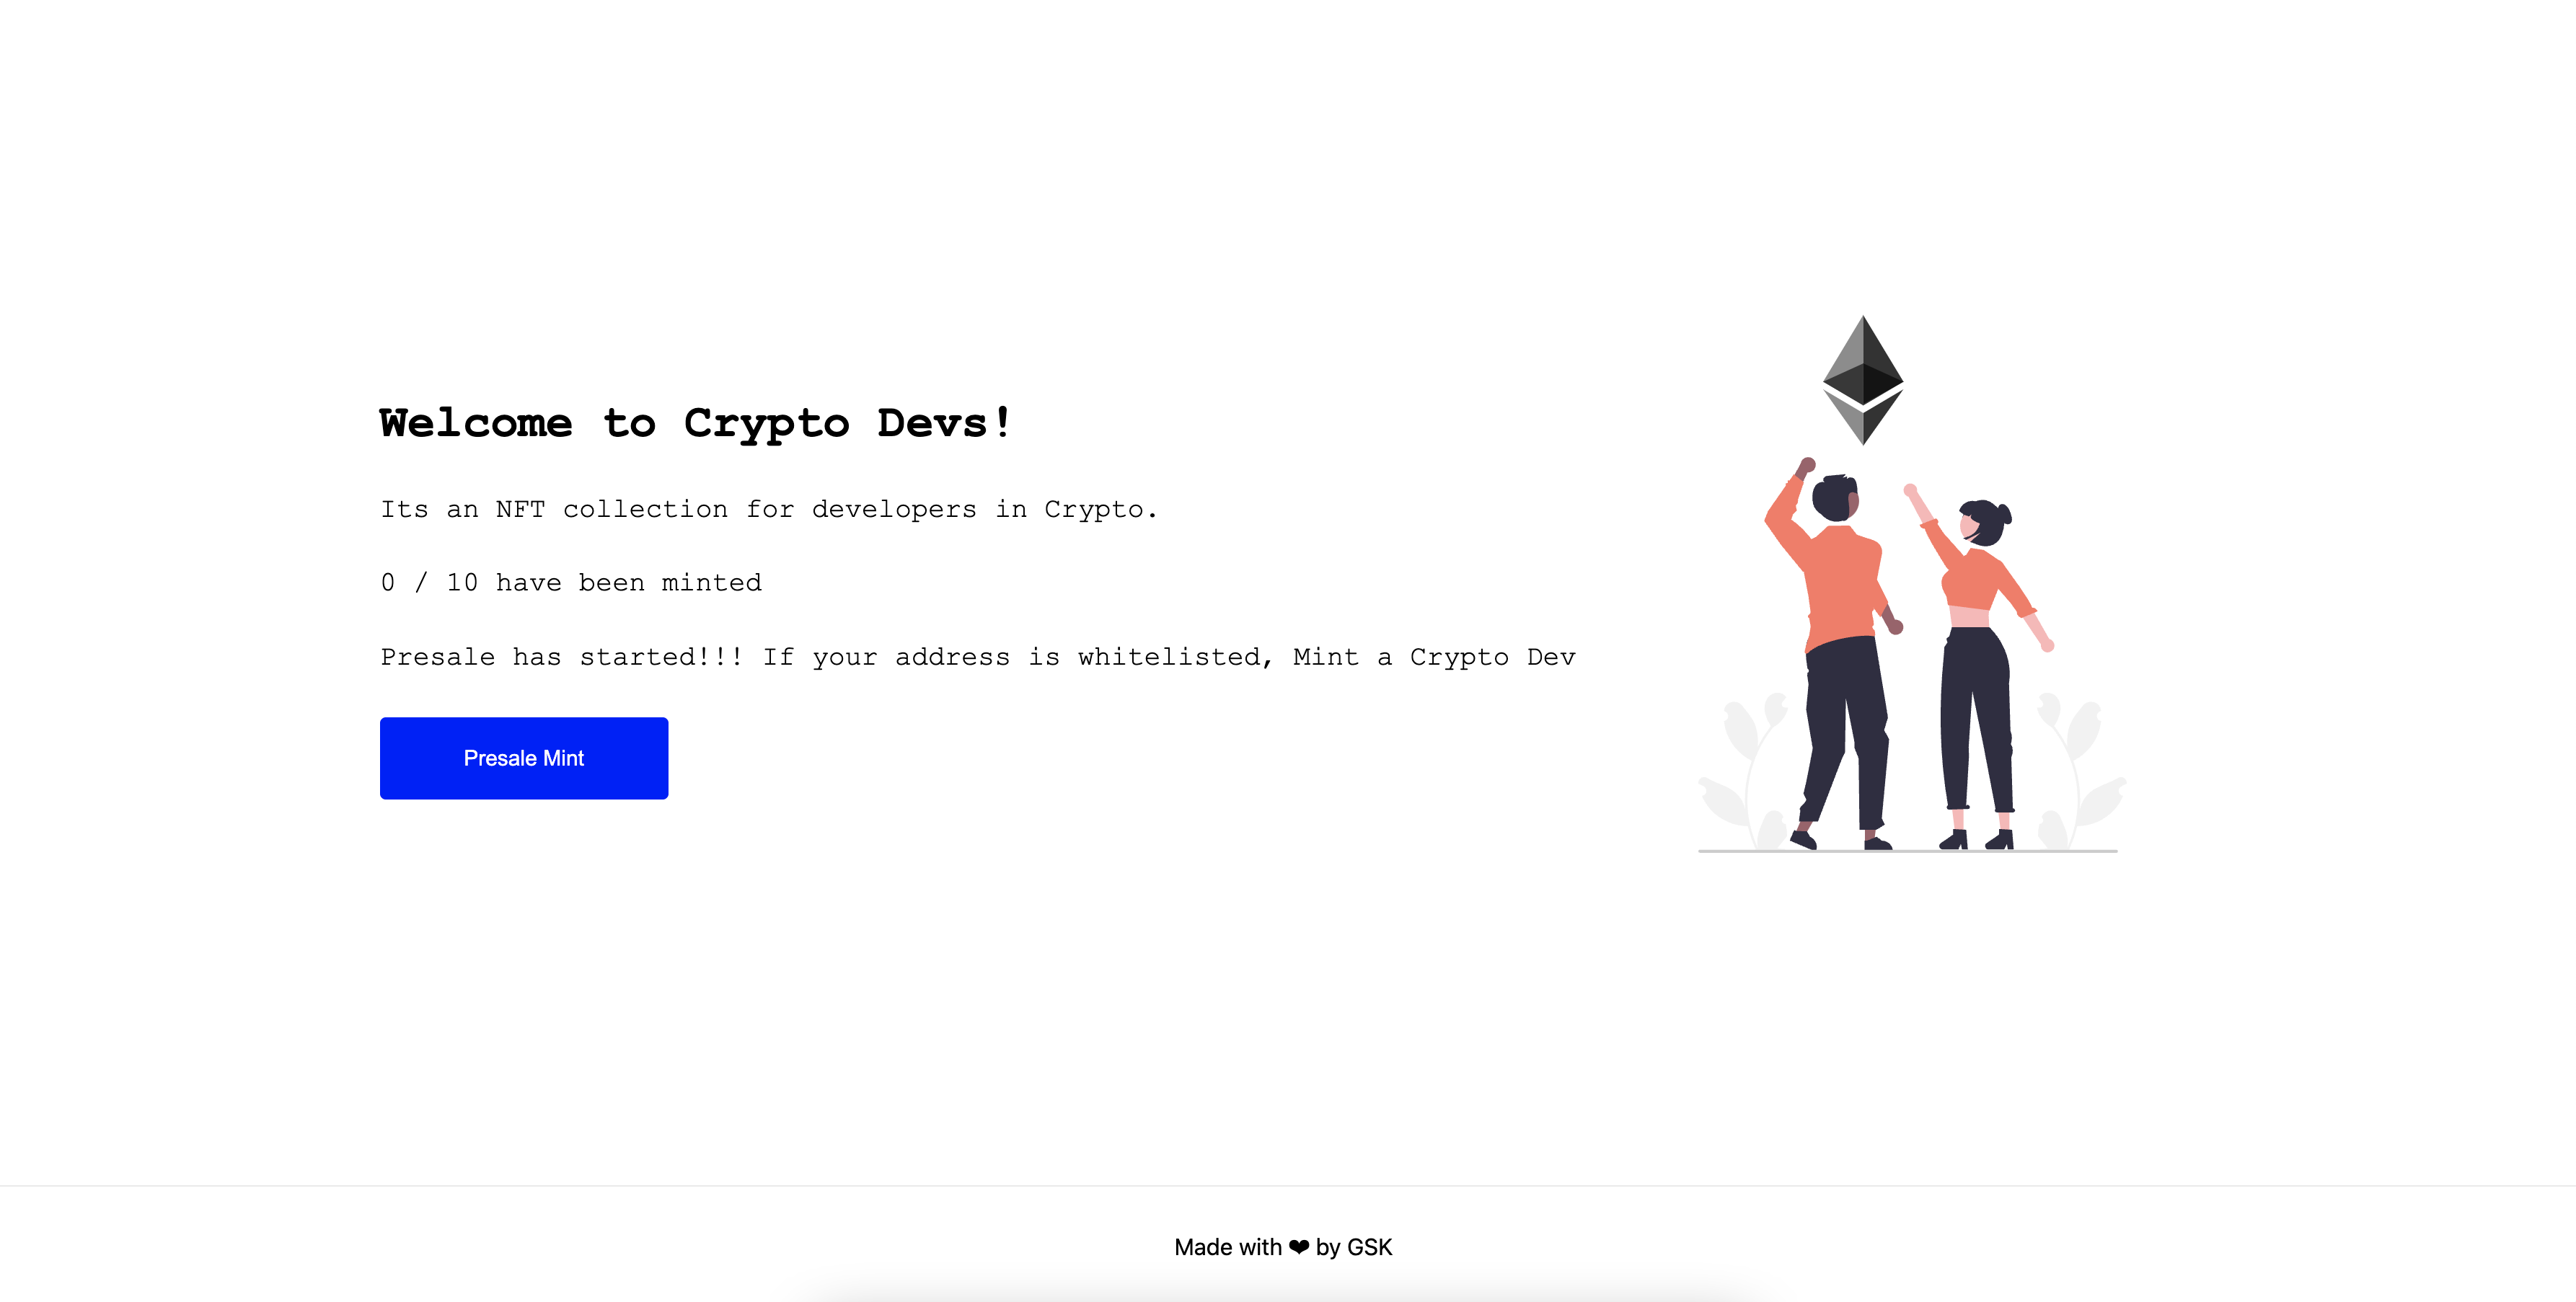 Welcome to Crypto Devs!
Its an NFT collection for developers in Crypto.
0 / 10 have been minted
Presale has started!!! If your address is whitelisted, Mint a Crypto Dev
Presale Mint
Made with ❤ by GSK